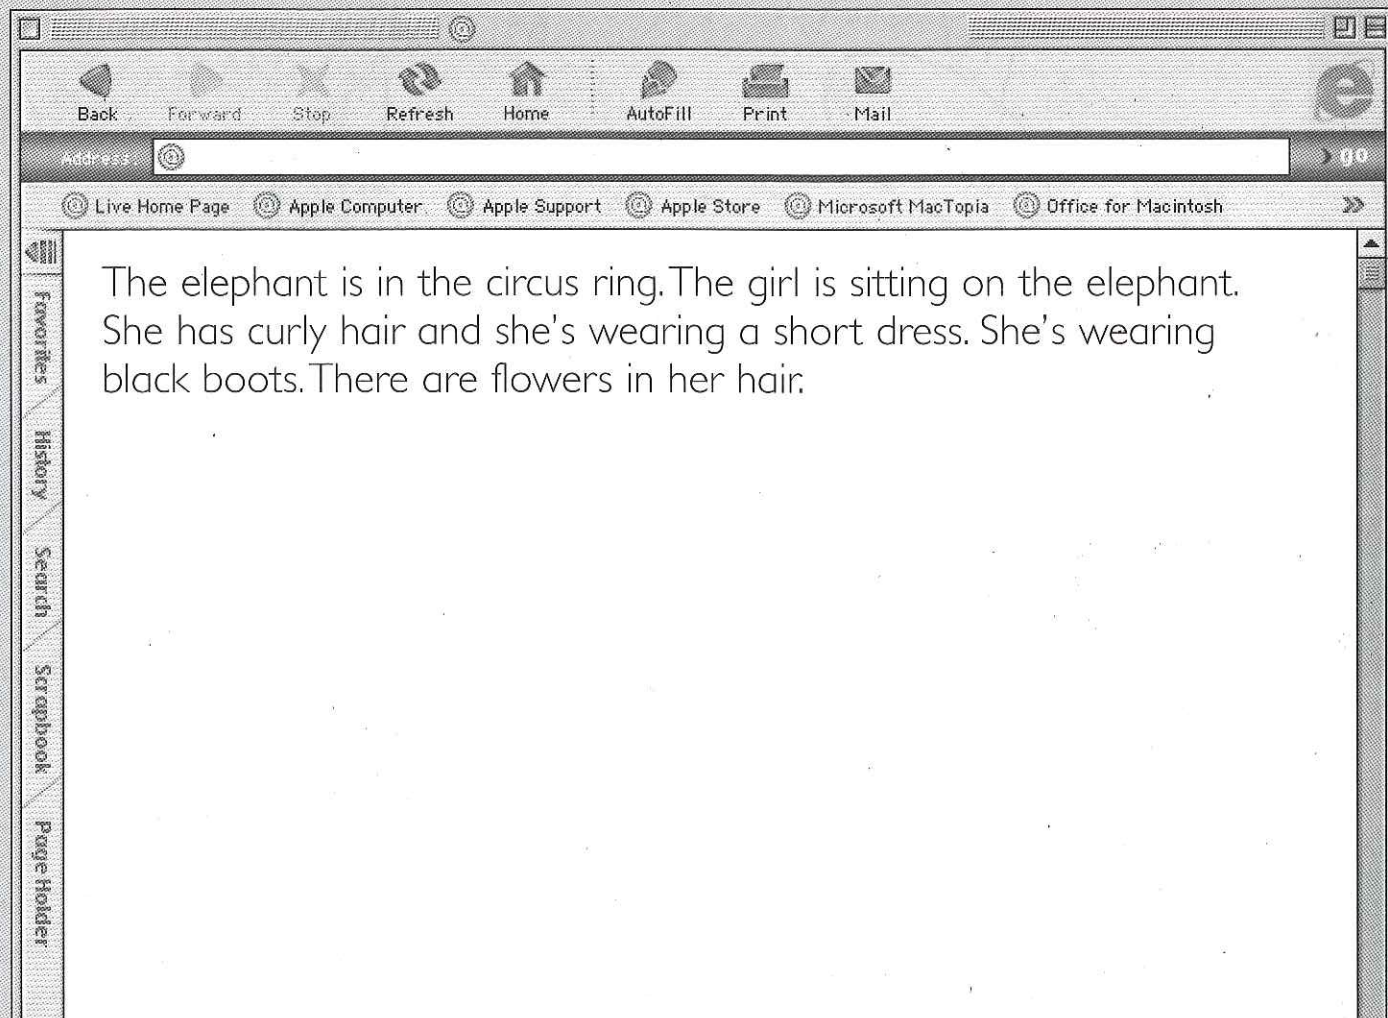 Back Forward Stop Refresh Home AutoFill Print Mail
Address go
Live Home Page Apple Computer Apple Support Apple Store Microsoft MacTopia Office for Macintosh
The elephant is in the circus ring. The girl is sitting on the elephant.
She has curly hair and she's wearing a short dress. She's wearing
black boots. There are flowers in her hair.
Favorites
History
Search
Scrapbook
Page Holder